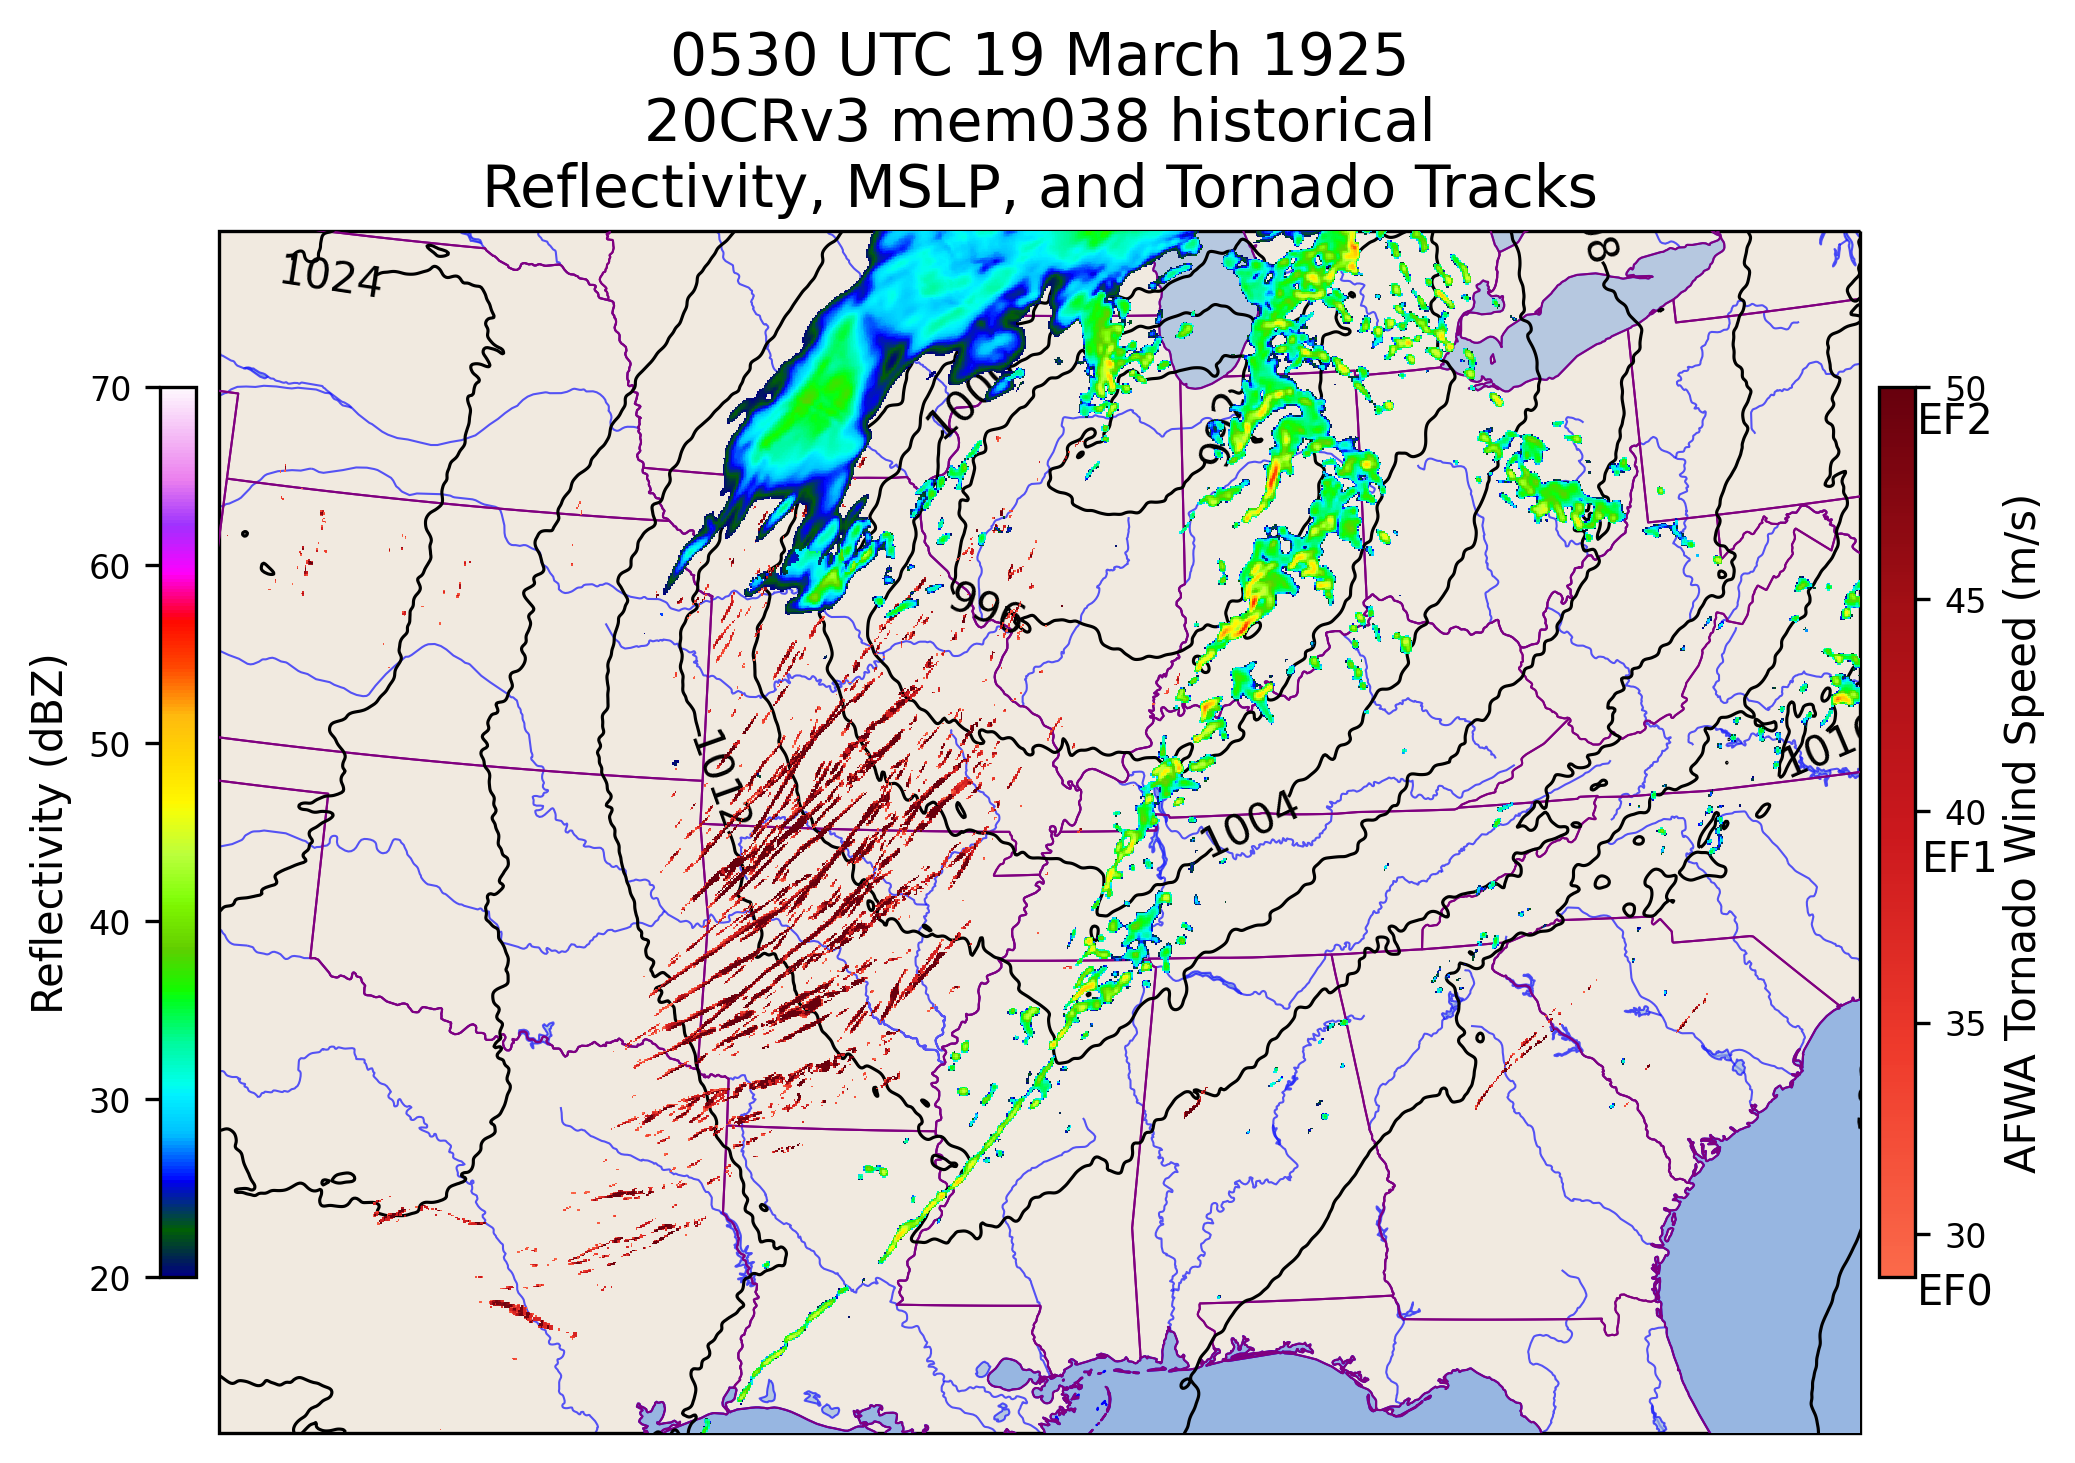 0530 UTC 19 March 1925
20CRv3 mem038 historical
Reflectivity, MSLP, and Tornado Tracks
1024
8
100
992
996
1012
1004
1016
70
60
50
40
30
20
Reflectivity (dBZ)
50
EF2
45
40
EF1
35
30
EF0
AFWA Tornado Wind Speed (m/s)